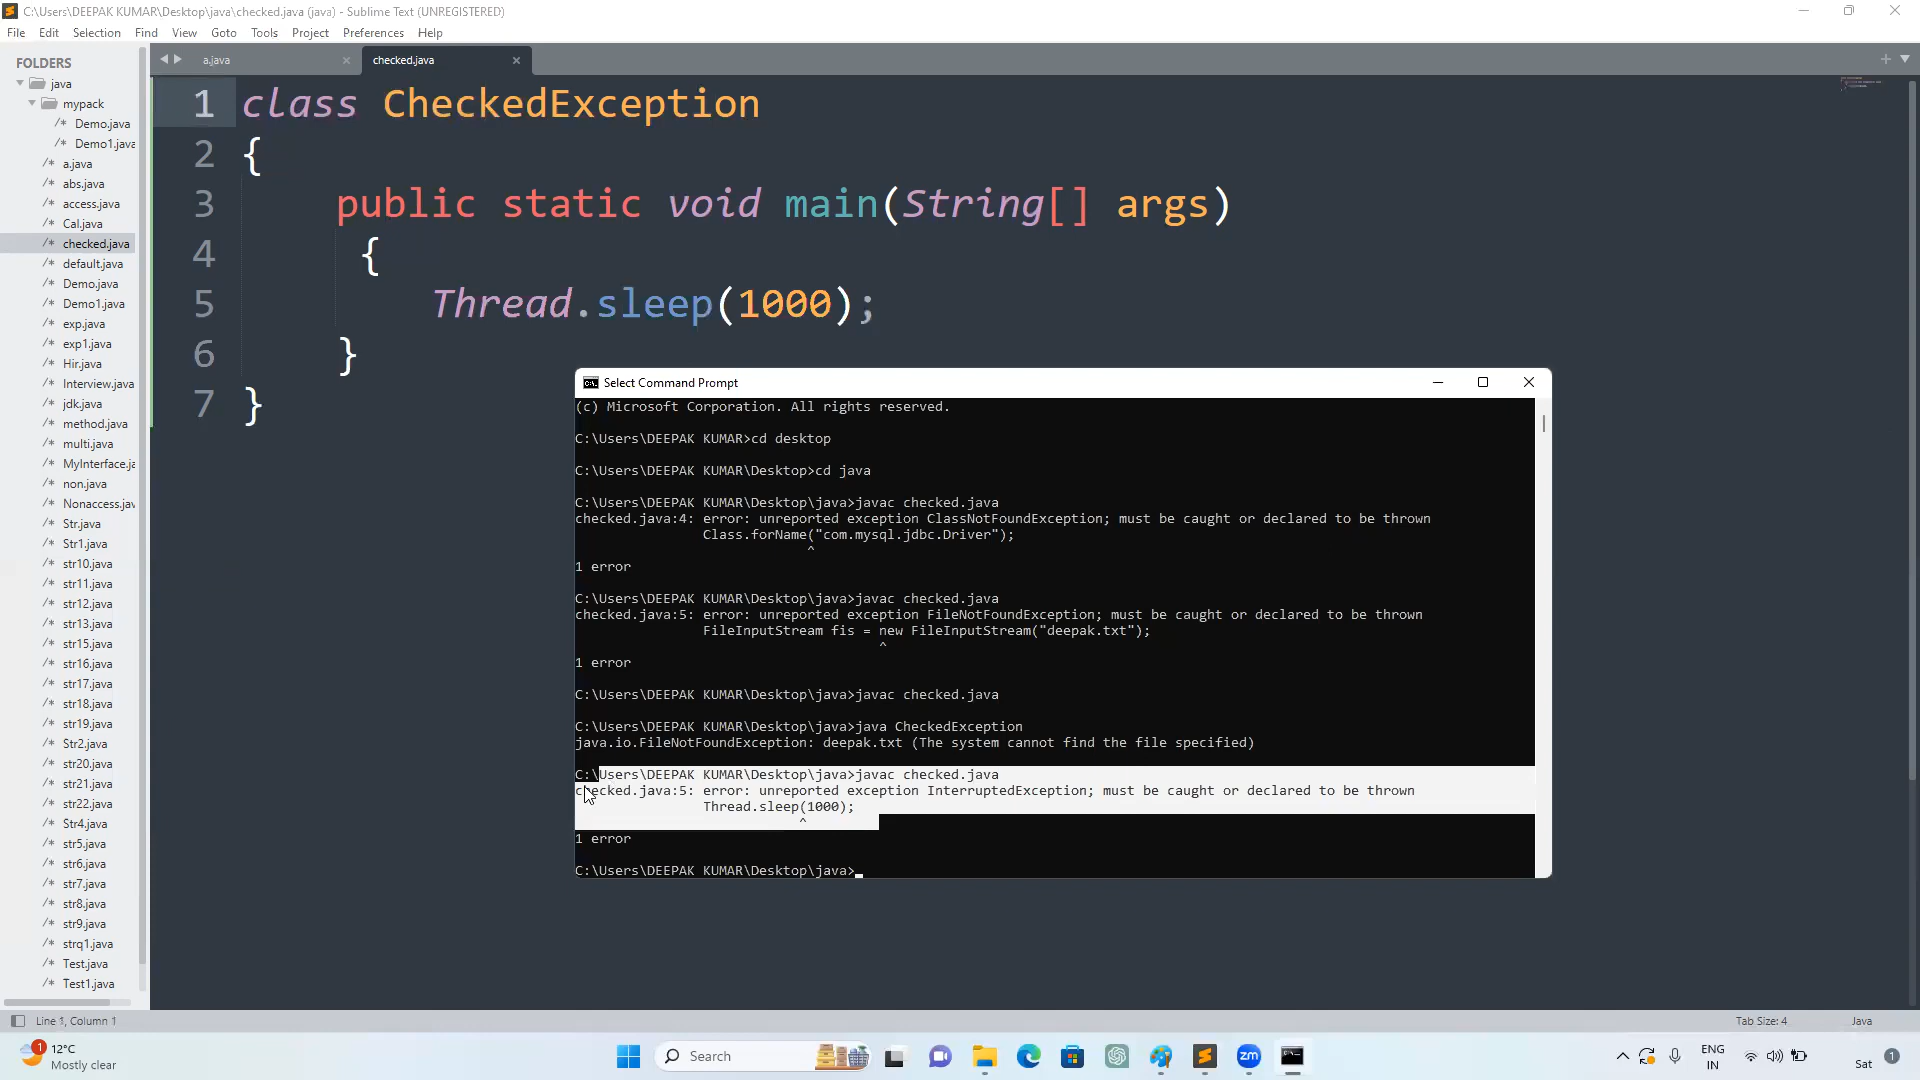 C:\Users\DEEPAK KUMAR\Desktop\java\checked.java (java) - Sublime Text (UNREGISTERED)
File Edit Selection Find View Goto Tools Project Preferences Help
FOLDERS
java
mypack
/* Demo.java
/* Demo1.java
/* a.java
/* abs.java
/* access.java
/* Cal.java
/* checked.java
/* default.java
/* Demo.java
/* Demo1.java
/* exp.java
/* exp1.java
/* Hir.java
/* Interview.java
/* jdk.java
/* method.java
/* multi.java
/* MyInterface.ja
/* non.java
/* Nonaccess.jav
/* Str.java
/* Str1.java
/* str10.java
/* str11.java
/* str12.java
/* str13.java
/* str15.java
/* str16.java
/* str17.java
/* str18.java
/* str19.java
/* Str2.java
/* str20.java
/* str21.java
/* str22.java
/* Str4.java
/* str5.java
/* str6.java
/* str7.java
/* str8.java
/* str9.java
/* strq1.java
/* Test.java
/* Test1.java
a.java
checked.java
1 class CheckedException
2 {
3 public static void main(String[] args)
4 {
5 Thread.sleep(1000);
6 }
7 }
Select Command Prompt
(c) Microsoft Corporation. All rights reserved.
C:\Users\DEEPAK KUMAR>cd desktop
C:\Users\DEEPAK KUMAR\Desktop>cd java
C:\Users\DEEPAK KUMAR\Desktop\java>javac checked.java
checked.java:4: error: unreported exception ClassNotFoundException; must be caught or declared to be thrown
Class.forName("com.mysql.jdbc.Driver");
^
1 error
C:\Users\DEEPAK KUMAR\Desktop\java>javac checked.java
checked.java:5: error: unreported exception FileNotFoundException; must be caught or declared to be thrown
FileInputStream fis = new FileInputStream("deepak.txt");
^
1 error
C:\Users\DEEPAK KUMAR\Desktop\java>javac checked.java
C:\Users\DEEPAK KUMAR\Desktop\java>java CheckedException
java.io.FileNotFoundException: deepak.txt (The system cannot find the file specified)
C:\Users\DEEPAK KUMAR\Desktop\java>javac checked.java
checked.java:5: error: unreported exception InterruptedException; must be caught or declared to be thrown
Thread.sleep(1000);
^
1 error
C:\Users\DEEPAK KUMAR\Desktop\java>
Line 1, Column 1
Tab Size: 4
Java
1
12°C
Mostly clear
Search
zm
ENG
IN
Sat
1